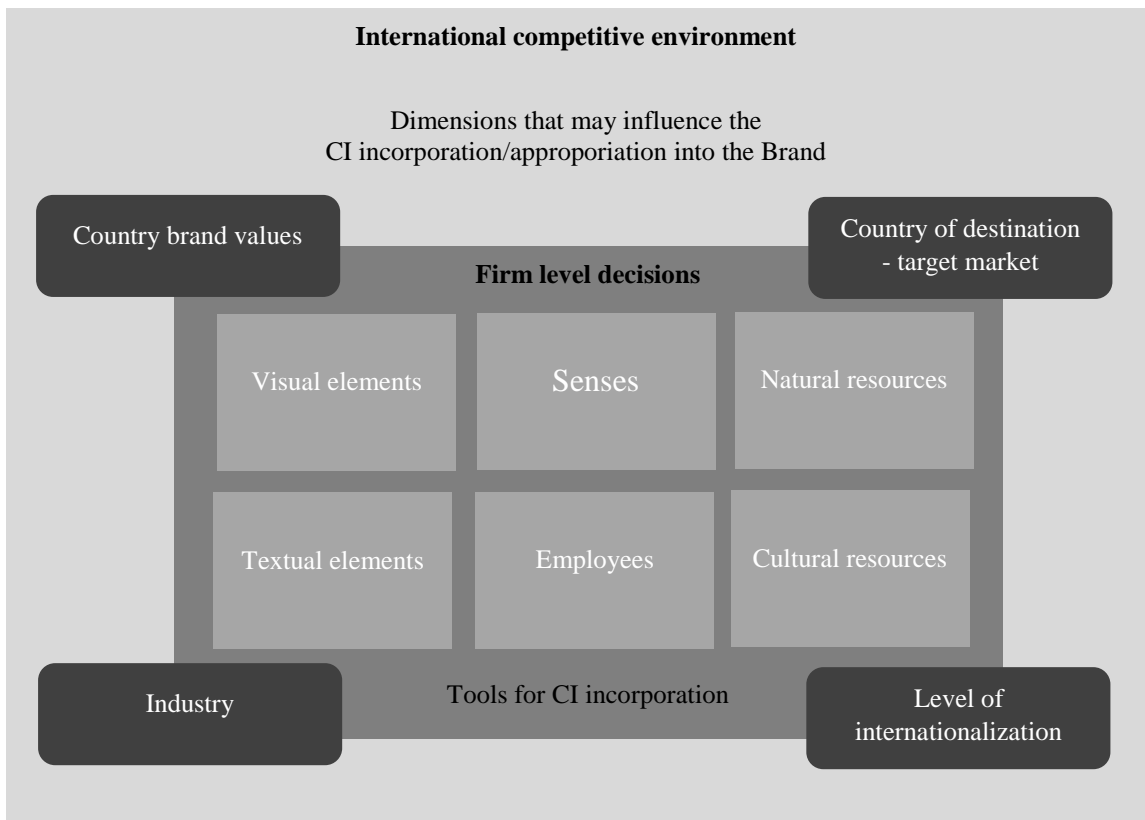 International competitive environment
Dimensions that may influence the
CI incorporation/approporiation into the Brand
Country brand values
Country of destination
- target market
Firm level decisions
Visual elements
Senses
Natural resources
Textual elements
Employees
Cultural resources
Industry
Tools for CI incorporation
Level of
internationalization